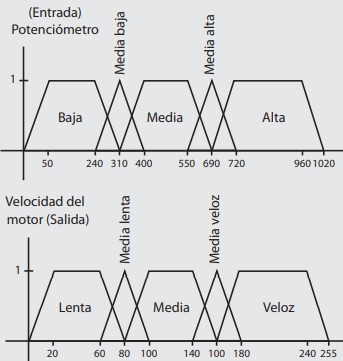 (Entrada)
Potenciómetro
Media baja
Media alta
1
Baja
Media
Alta
50 240 310 400 550 690 720 960 1020
Velocidad del
motor (Salida)
Media lenta
Media veloz
1
Lenta
Media
Veloz
20 60 80 100 140 100 180 240 255